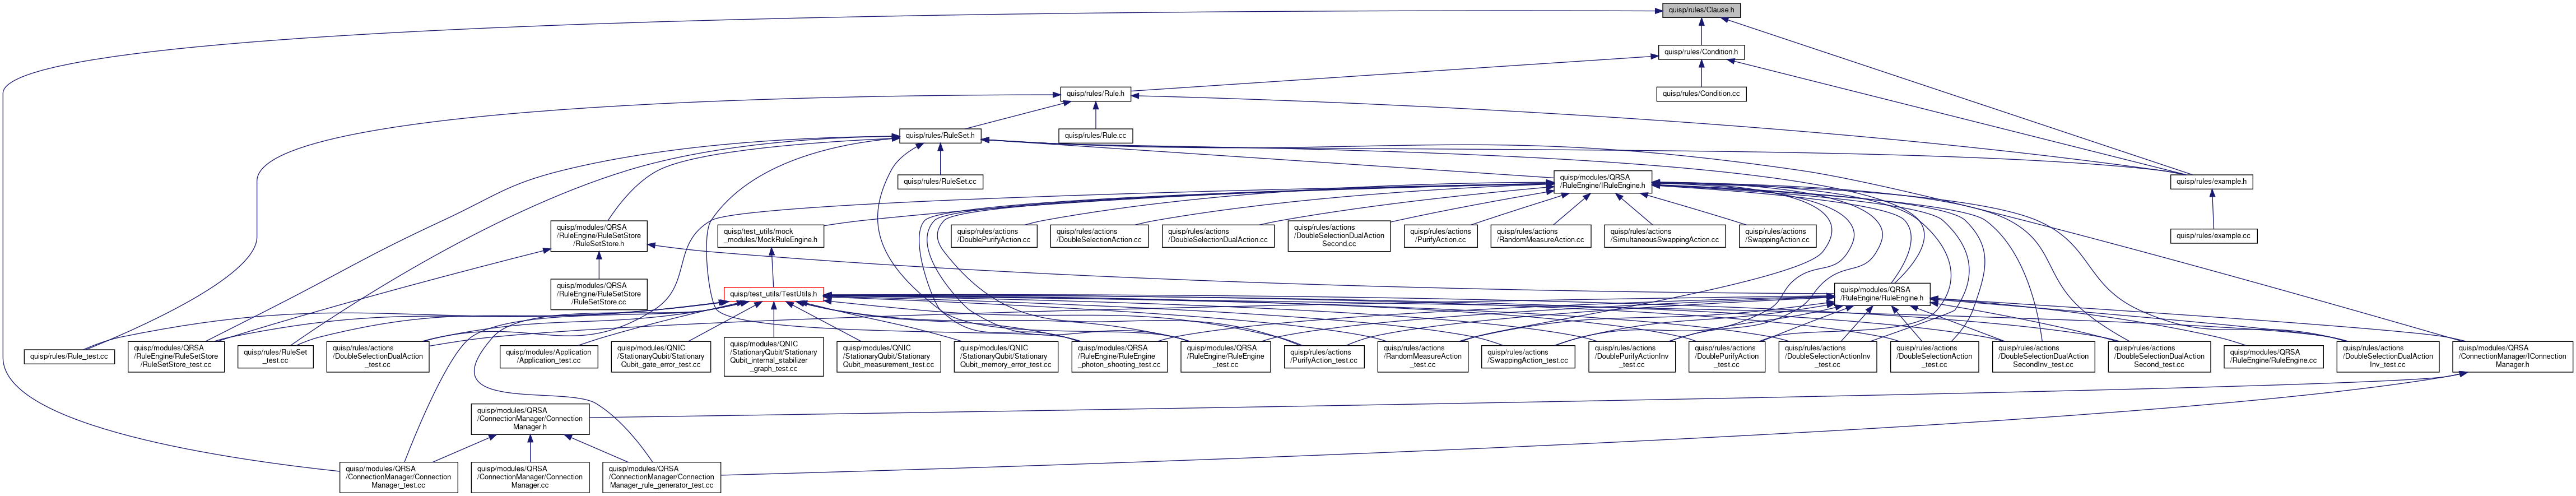 quisp/rules/Clause.h
quisp/rules/Condition.h
quisp/rules/Rule.h
quisp/rules/Condition.cc
quisp/rules/RuleSet.h
quisp/rules/Rule.cc
quisp/rules/RuleSet.cc
quisp/modules/QRSA
/RuleEngine/IRuleEngine.h
quisp/rules/example.h
quisp/modules/QRSA
/RuleEngine/RuleSetStore
/RuleSetStore.h
quisp/test_utils/mock
_modules/MockRuleEngine.h
quisp/rules/actions
/DoublePurifyAction.cc
quisp/rules/actions
/DoubleSelectionAction.cc
quisp/rules/actions
/DoubleSelectionDualAction.cc
quisp/rules/actions
/DoubleSelectionDualAction
Second.cc
quisp/rules/actions
/PurifyAction.cc
quisp/rules/actions
/RandomMeasureAction.cc
quisp/rules/actions
/SimultaneousSwappingAction.cc
quisp/rules/actions
/SwappingAction.cc
quisp/rules/example.cc
quisp/modules/QRSA
/RuleEngine/RuleSetStore
/RuleSetStore.cc
quisp/test_utils/TestUtils.h
quisp/modules/QRSA
/RuleEngine/RuleEngine.h
quisp/rules/Rule_test.cc
quisp/modules/QRSA
/RuleEngine/RuleSetStore
/RuleSetStore_test.cc
quisp/rules/RuleSet
_test.cc
quisp/rules/actions
/DoubleSelectionDualAction
_test.cc
quisp/modules/Application
/Application_test.cc
quisp/modules/QNIC
/StationaryQubit/Stationary
Qubit_gate_error_test.cc
quisp/modules/QNIC
/StationaryQubit/Stationary
Qubit_internal_stabilizer
_graph_test.cc
quisp/modules/QNIC
/StationaryQubit/Stationary
Qubit_measurement_test.cc
quisp/modules/QNIC
/StationaryQubit/Stationary
Qubit_memory_error_test.cc
quisp/modules/QRSA
/RuleEngine/RuleEngine
_photon_shooting_test.cc
quisp/modules/QRSA
/RuleEngine/RuleEngine
_test.cc
quisp/rules/actions
/PurifyAction_test.cc
quisp/rules/actions
/RandomMeasureAction
_test.cc
quisp/rules/actions
/SwappingAction_test.cc
quisp/rules/actions
/DoublePurifyActionInv
_test.cc
quisp/rules/actions
/DoublePurifyAction
_test.cc
quisp/rules/actions
/DoubleSelectionActionInv
_test.cc
quisp/rules/actions
/DoubleSelectionAction
_test.cc
quisp/rules/actions
/DoubleSelectionDualAction
SecondInv_test.cc
quisp/rules/actions
/DoubleSelectionDualAction
Second_test.cc
quisp/modules/QRSA
/RuleEngine/RuleEngine.cc
quisp/rules/actions
/DoubleSelectionDualAction
Inv_test.cc
quisp/modules/QRSA
/ConnectionManager/IConnection
Manager.h
quisp/modules/QRSA
/ConnectionManager/Connection
Manager.h
quisp/modules/QRSA
/ConnectionManager/Connection
Manager_test.cc
quisp/modules/QRSA
/ConnectionManager/Connection
Manager.cc
quisp/modules/QRSA
/ConnectionManager/Connection
Manager_rule_generator_test.cc